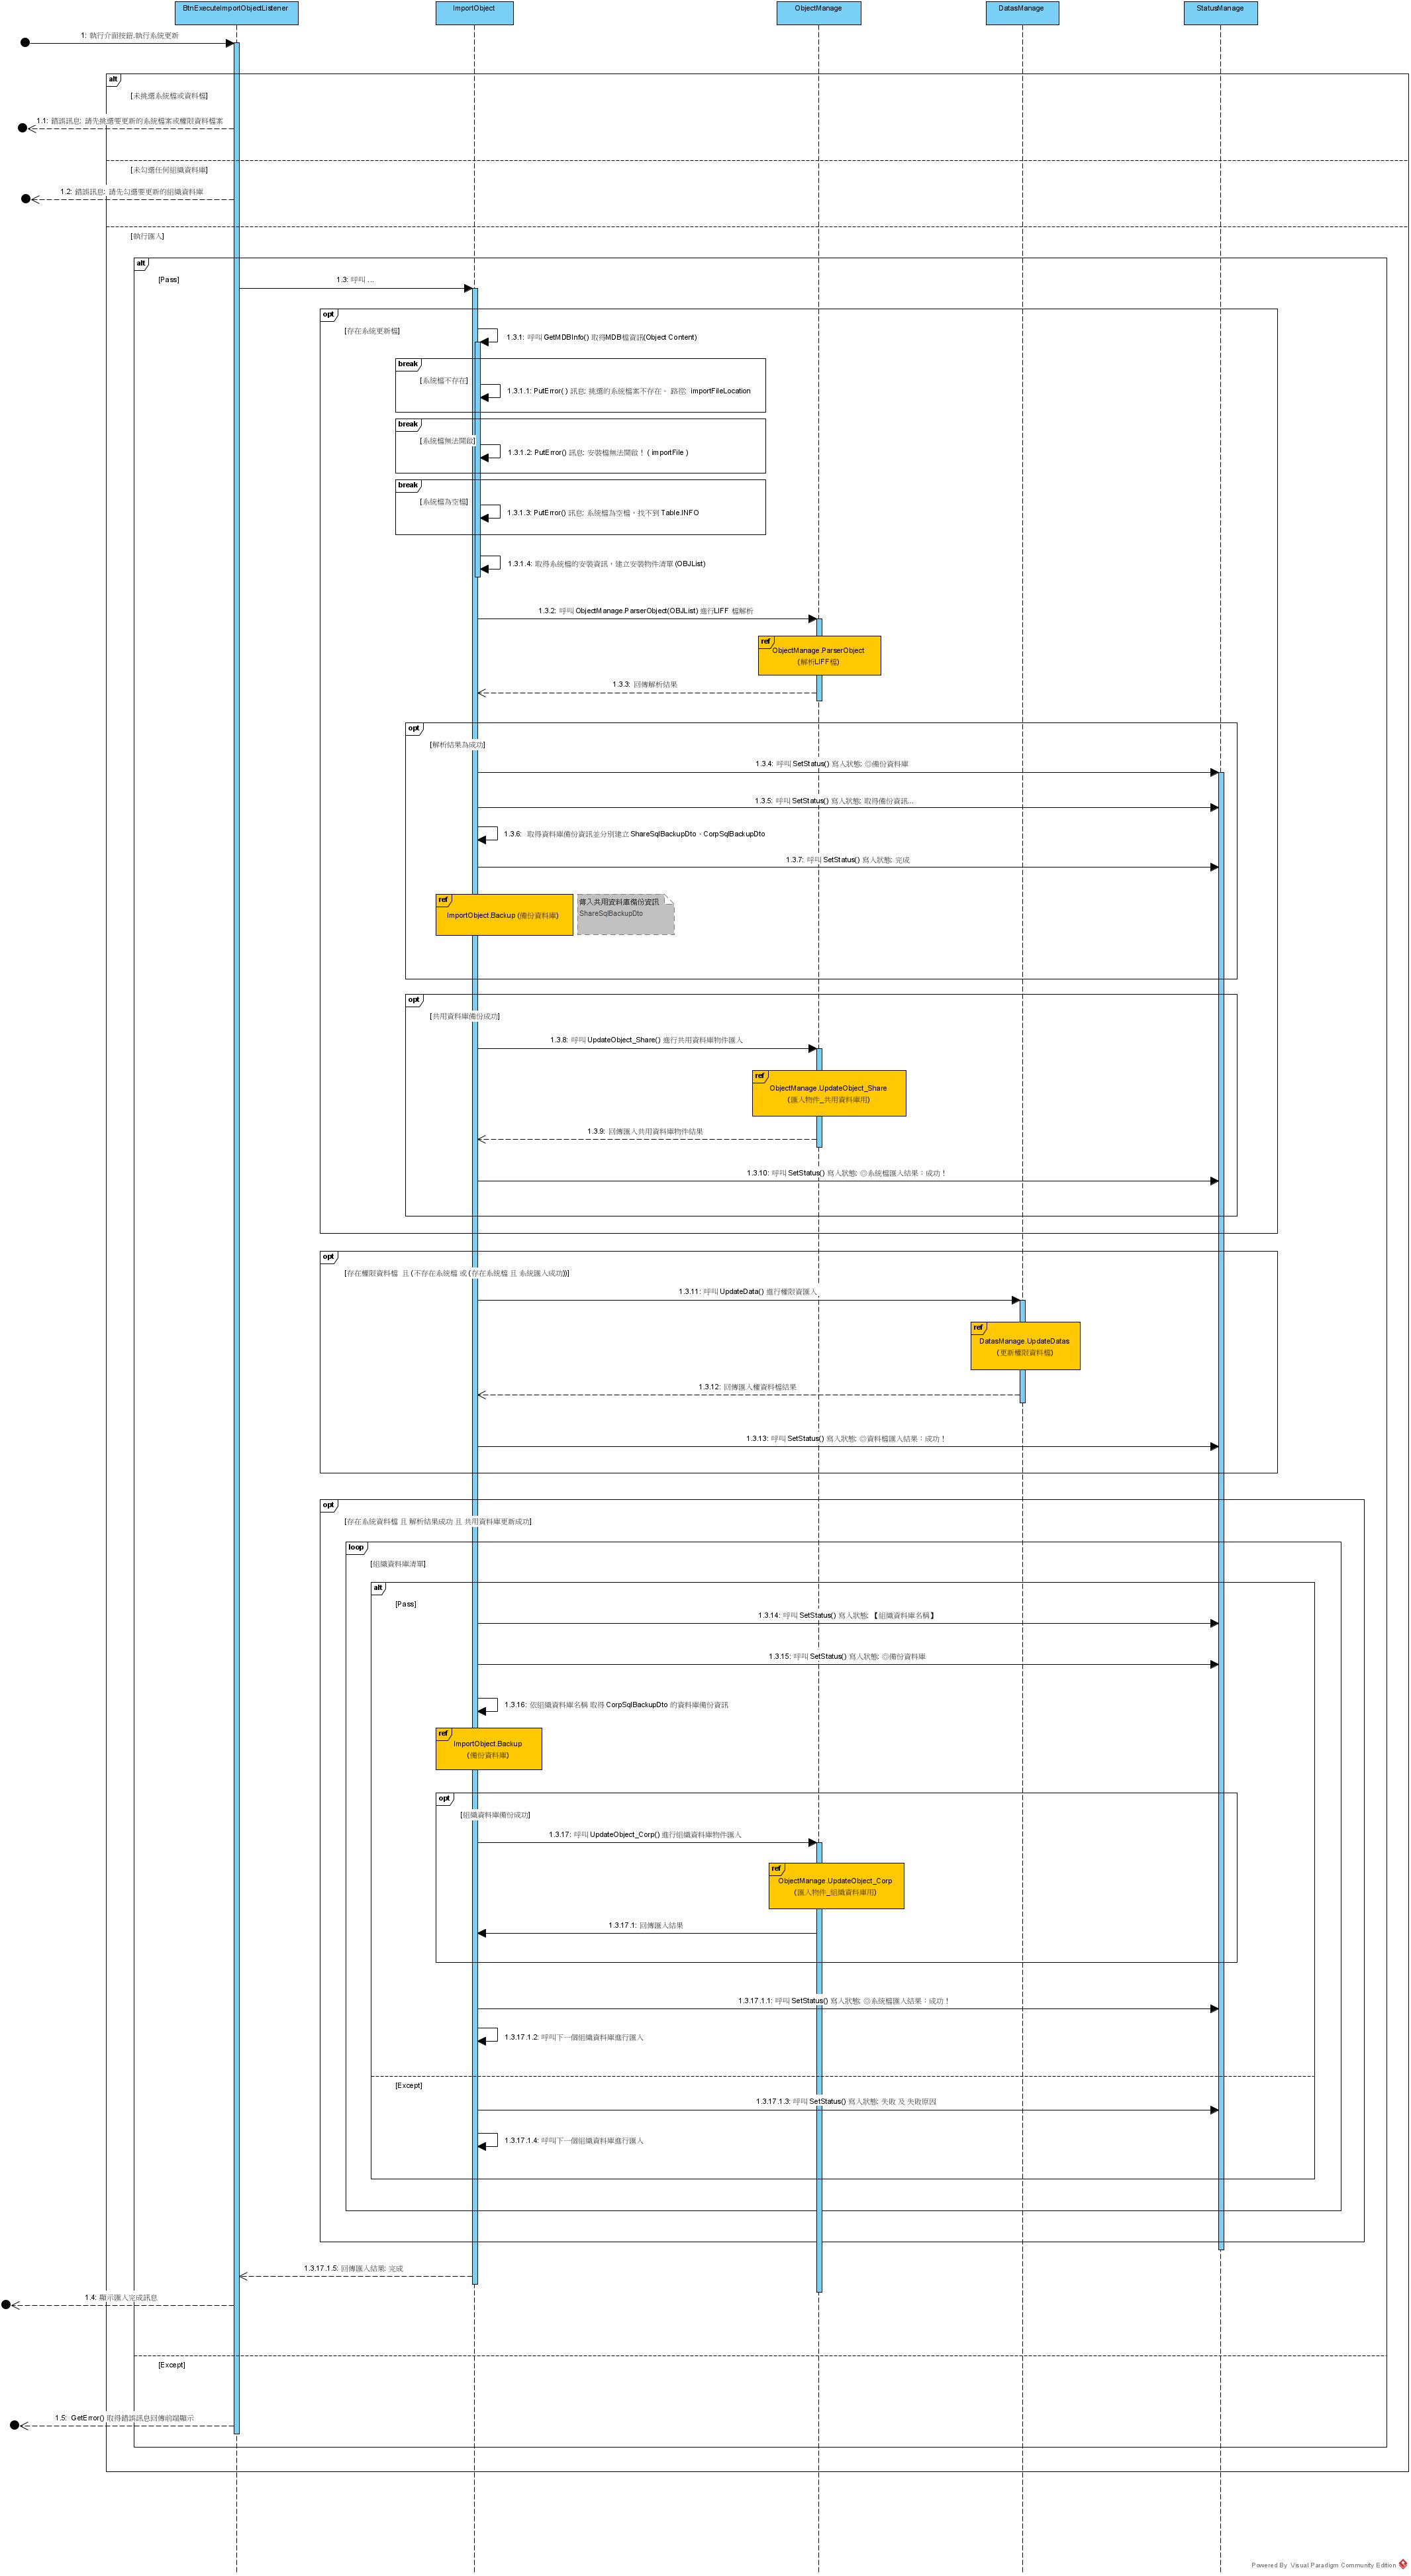 BtnExecuteImportObjectListener
ImportObject
ObjectManage
DatasManage
StatusManage
1: 執行介面按鈕.執行系統更新
alt
[未挑選系統檔或資料檔]
1.1: 錯誤訊息: 請先挑選要更新的系統檔案或權限資料檔案
[未勾選任何組織資料庫]
1.2: 錯誤訊息: 請先勾選要更新的組織資料庫
[執行匯入]
alt
[Pass]
1.3: 呼叫 ...
opt
[存在系統更新檔]
1.3.1: 呼叫 GetMDBInfo() 取得MDB檔資訊(Object Content)
break
[系統檔不存在]
1.3.1.1: PutError( ) 訊息: 挑選的系統檔案不存在。 路徑: importFileLocation
break
[系統檔無法開啟]
1.3.1.2: PutError() 訊息: 安裝檔無法開啟！( importFile )
break
[系統檔為空檔]
1.3.1.3: PutError() 訊息: 系統檔為空檔，找不到 Table.INFO
1.3.1.4: 取得系統檔的安裝資訊，建立安裝物件清單 (OBJList)
1.3.2: 呼叫 ObjectManage.ParserObject(OBJList) 進行LIFF 檔解析
ref
ObjectManage.ParserObject
(解析LIFF檔)
1.3.3: 回傳解析結果
opt
[解析結果為成功]
1.3.4: 呼叫 SetStatus() 寫入狀態: ◎備份資料庫
1.3.5: 呼叫 SetStatus() 寫入狀態: 取得備份資訊...
1.3.6: 取得資料庫備份資訊並分別建立 ShareSqlBackupDto、CorpSqlBackupDto
1.3.7: 呼叫 SetStatus() 寫入狀態: 完成
ref
ImportObject.Backup (備份資料庫)
傳入共用資料庫備份資訊
ShareSqlBackupDto
opt
[共用資料庫備份成功]
1.3.8: 呼叫 UpdateObject_Share() 進行共用資料庫物件匯入
ref
ObjectManage.UpdateObject_Share
(匯入物件_共用資料庫用)
1.3.9: 回傳匯入共用資料庫物件結果
1.3.10: 呼叫 SetStatus() 寫入狀態: ◎系統檔匯入結果：成功！
opt
[存在權限資料檔 且 (不存在系統檔 或 (存在系統檔 且 系統匯入成功))]
1.3.11: 呼叫 UpdateData() 進行權限資匯入
ref
DatasManage.UpdateDatas
(更新權限資料檔)
1.3.12: 回傳匯入權資料檔結果
1.3.13: 呼叫 SetStatus() 寫入狀態: ◎資料檔匯入結果：成功！
opt
[存在系統資料檔 且 解析結果成功 且 共用資料庫更新成功]
loop
[組織資料庫清單]
alt
[Pass]
1.3.14: 呼叫 SetStatus() 寫入狀態: 【組織資料庫名稱】
1.3.15: 呼叫 SetStatus() 寫入狀態: ◎備份資料庫
1.3.16: 依組織資料庫名稱 取得 CorpSqlBackupDto 的資料庫備份資訊
ref
ImportObject.Backup
(備份資料庫)
opt
[組織資料庫備份成功]
1.3.17: 呼叫 UpdateObject_Corp() 進行組織資料庫物件匯入
ref
ObjectManage.UpdateObject_Corp
(匯入物件_組織資料庫用)
1.3.17.1: 回傳匯入結果
1.3.17.1.1: 呼叫 SetStatus() 寫入狀態: ◎系統檔匯入結果：成功！
1.3.17.1.2: 呼叫下一個組織資料庫進行匯入
[Except]
1.3.17.1.3: 呼叫 SetStatus() 寫入狀態: 失敗 及 失敗原因
1.3.17.1.4: 呼叫下一個組織資料庫進行匯入
1.3.17.1.5: 回傳匯入結果: 完成
1.4: 顯示匯入完成訊息
[Except]
1.5: GetError() 取得錯誤訊息回傳前端顯示
Powered By Visual Paradigm Community Edition